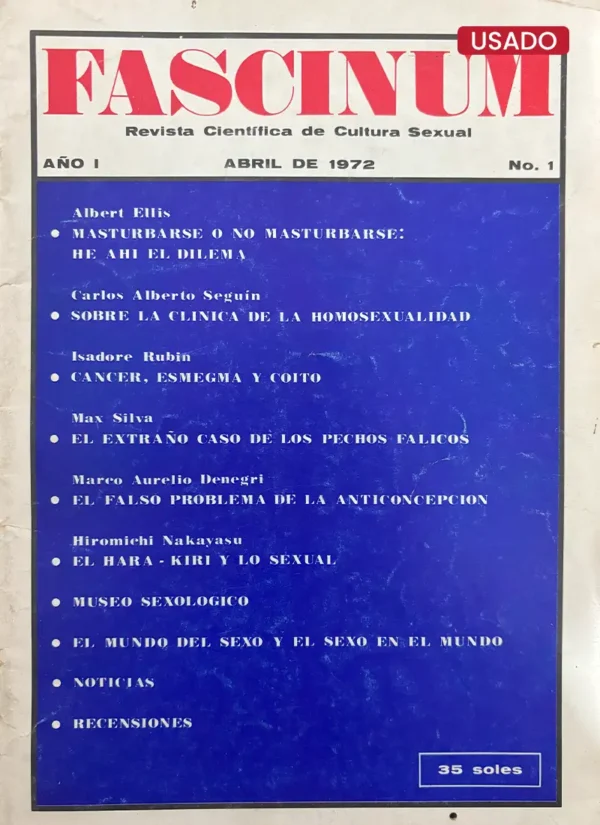 USADO
FASCINUM
Revista Científica de Cultura Sexual
AÑO I ABRIL DE 1972 No. 1
Albert Ellis
• MASTURBARSE O NO MASTURBARSE:
HE AHI EL DILEMA
Carlos Alberto Seguín
• SOBRE LA CLINICA DE LA HOMOSEXUALIDAD
Isadore Rubin
• CANCER, ESMEGMA Y COITO
Max Silva
• EL EXTRAÑO CASO DE LOS PECHOS FALICOS
Marco Aurelio Denegri
• EL FALSO PROBLEMA DE LA ANTICONCEPCION
Hiromichi Nakayasu
• EL HARA - KIRI Y LO SEXUAL
• MUSEO SEXOLOGICO
• EL MUNDO DEL SEXO Y EL SEXO EN EL MUNDO
• NOTICIAS
• RECENSIONES
35 soles